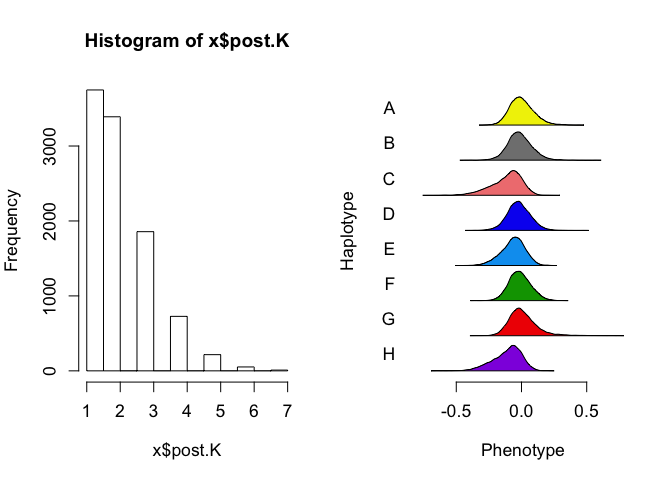 Histogram of x$post.K
Frequency
0
1000
2000
3000
1 2 3 4 5 6 7
x$post.K
Haplotype
A
B
C
D
E
F
G
H
-0.5 0.0 0.5
Phenotype